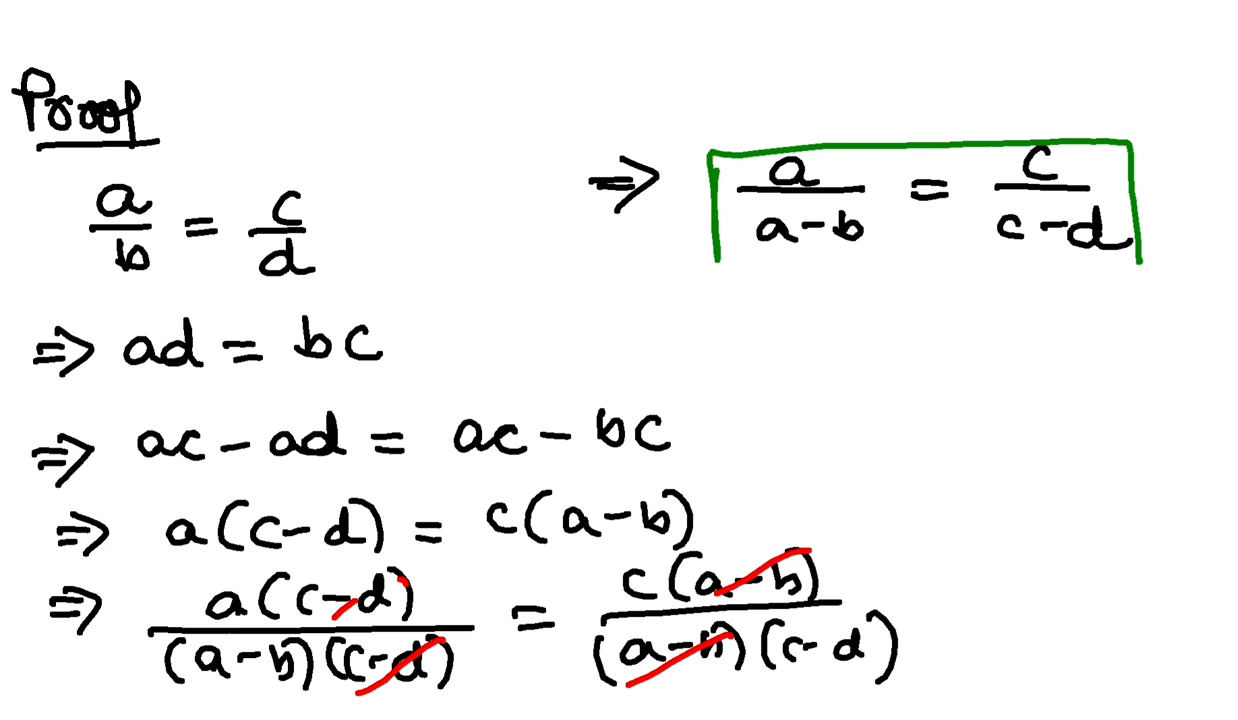 Proof
a/b = c/d
⇒ ad = bc
⇒ ac - ad = ac - bc
⇒ a(c-d) = c(a-b)
⇒ a(c-d)/(a-b)(c-d) = c(a-b)/(a-b)(c-d)
⇒ a/a-b = c/c-d